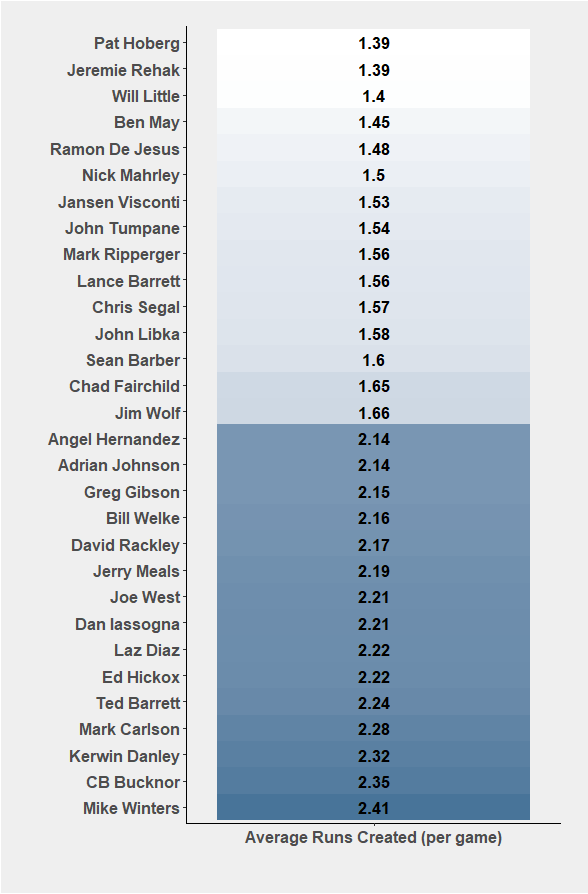 Pat Hoberg 1.39
Jeremie Rehak 1.39
Will Little 1.4
Ben May 1.45
Ramon De Jesus 1.48
Nick Mahrley 1.5
Jansen Visconti 1.53
John Tumpane 1.54
Mark Ripperger 1.56
Lance Barrett 1.56
Chris Segal 1.57
John Libka 1.58
Sean Barber 1.6
Chad Fairchild 1.65
Jim Wolf 1.66
Angel Hernandez 2.14
Adrian Johnson 2.14
Greg Gibson 2.15
Bill Welke 2.16
David Rackley 2.17
Jerry Meals 2.19
Joe West 2.21
Dan Iassogna 2.21
Laz Diaz 2.22
Ed Hickox 2.22
Ted Barrett 2.24
Mark Carlson 2.28
Kerwin Danley 2.32
CB Bucknor 2.35
Mike Winters 2.41
Average Runs Created (per game)